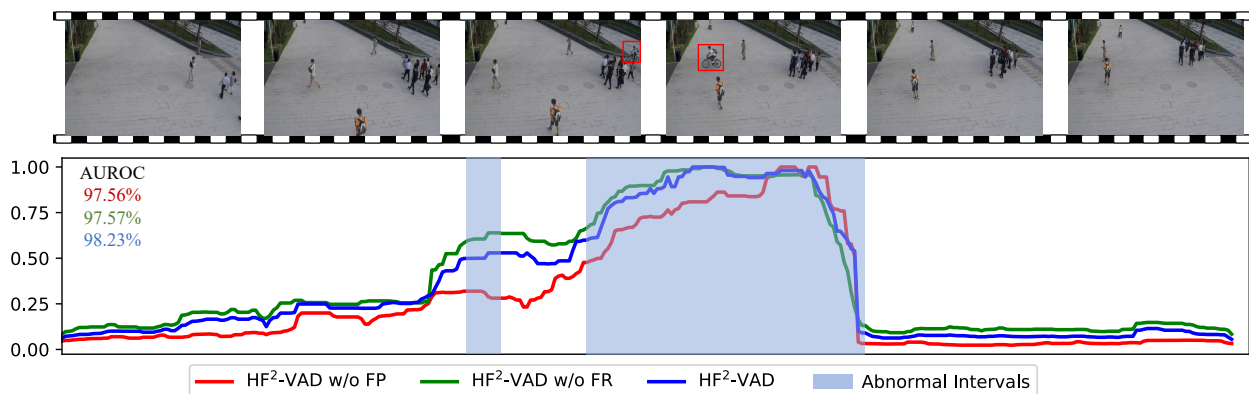 1.00
0.75
0.50
0.25
0.00
AUROC
97.56%
97.57%
98.23%
HF²-VAD w/o FP
HF²-VAD w/o FR
HF²-VAD
Abnormal Intervals